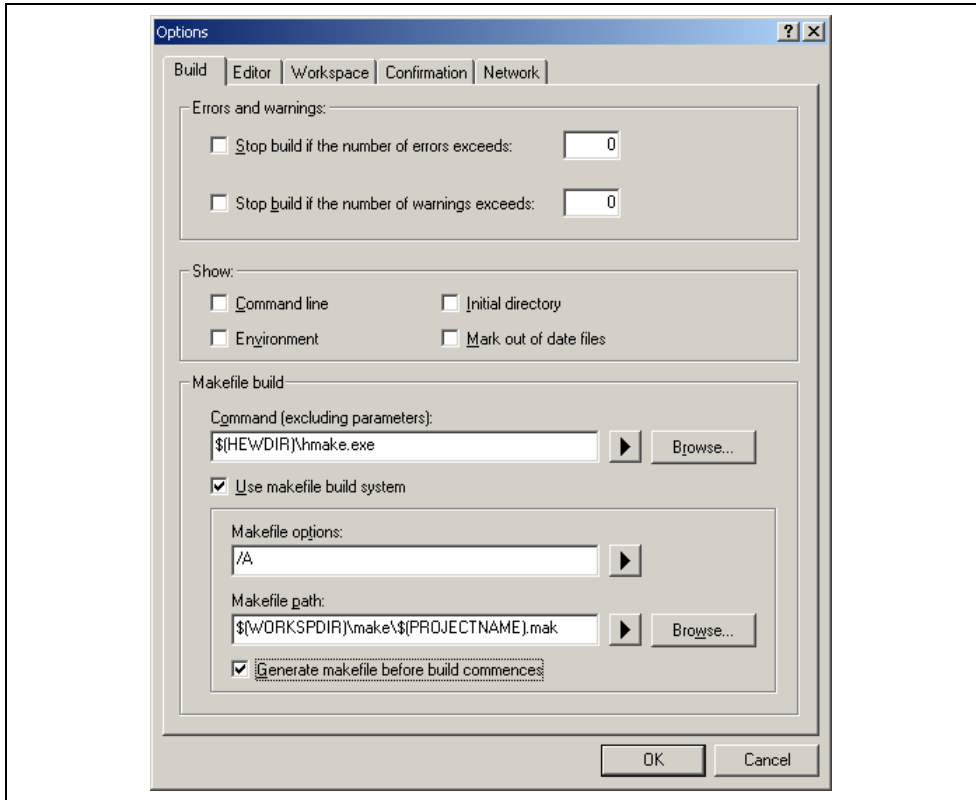 Options
Build Editor Workspace Confirmation Network
Errors and warnings:
Stop build if the number of errors exceeds: 0
Stop build if the number of warnings exceeds: 0
Show:
Command line Initial directory
Environment Mark out of date files
Makefile build
Command (excluding parameters):
$(HEWDIR)\hmake.exe Browse...
Use makefile build system
Makefile options:
/A
Makefile path:
$(WORKSPDIR)\make\$(PROJECTNAME).mak Browse...
Generate makefile before build commences
OK Cancel